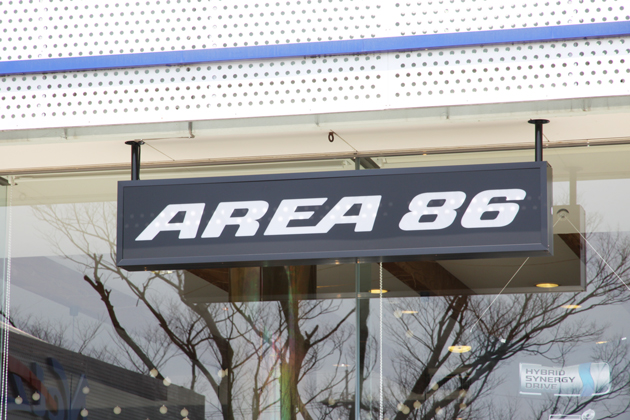 AREA 86
HYBRID
SYNERGY
DRIVE